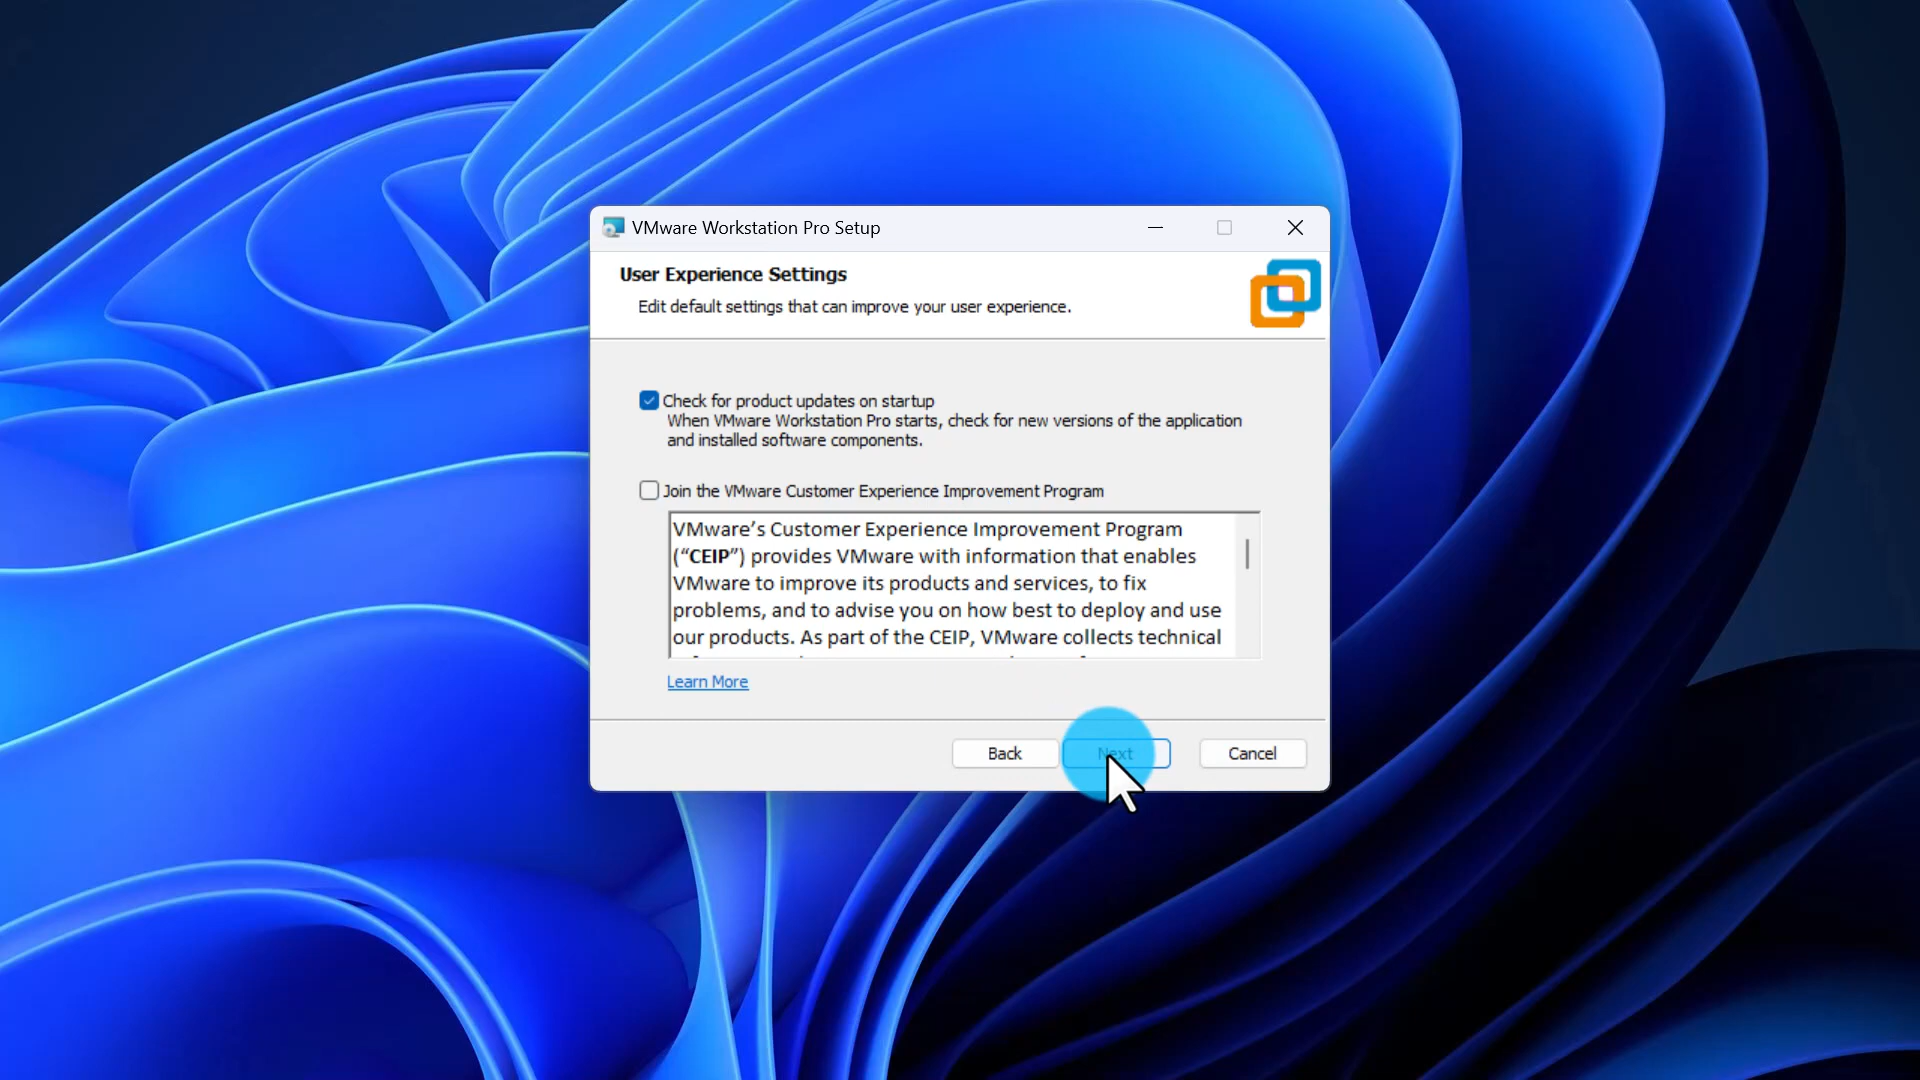 VMware Workstation Pro Setup
User Experience Settings
Edit default settings that can improve your user experience.
Check for product updates on startup
When VMware Workstation Pro starts, check for new versions of the application
and installed software components.
Join the VMware Customer Experience Improvement Program
VMware’s Customer Experience Improvement Program
(“CEIP”) provides VMware with information that enables
VMware to improve its products and services, to fix
problems, and to advise you on how best to deploy and use
our products. As part of the CEIP, VMware collects technical
Learn More
Back
Next
Cancel